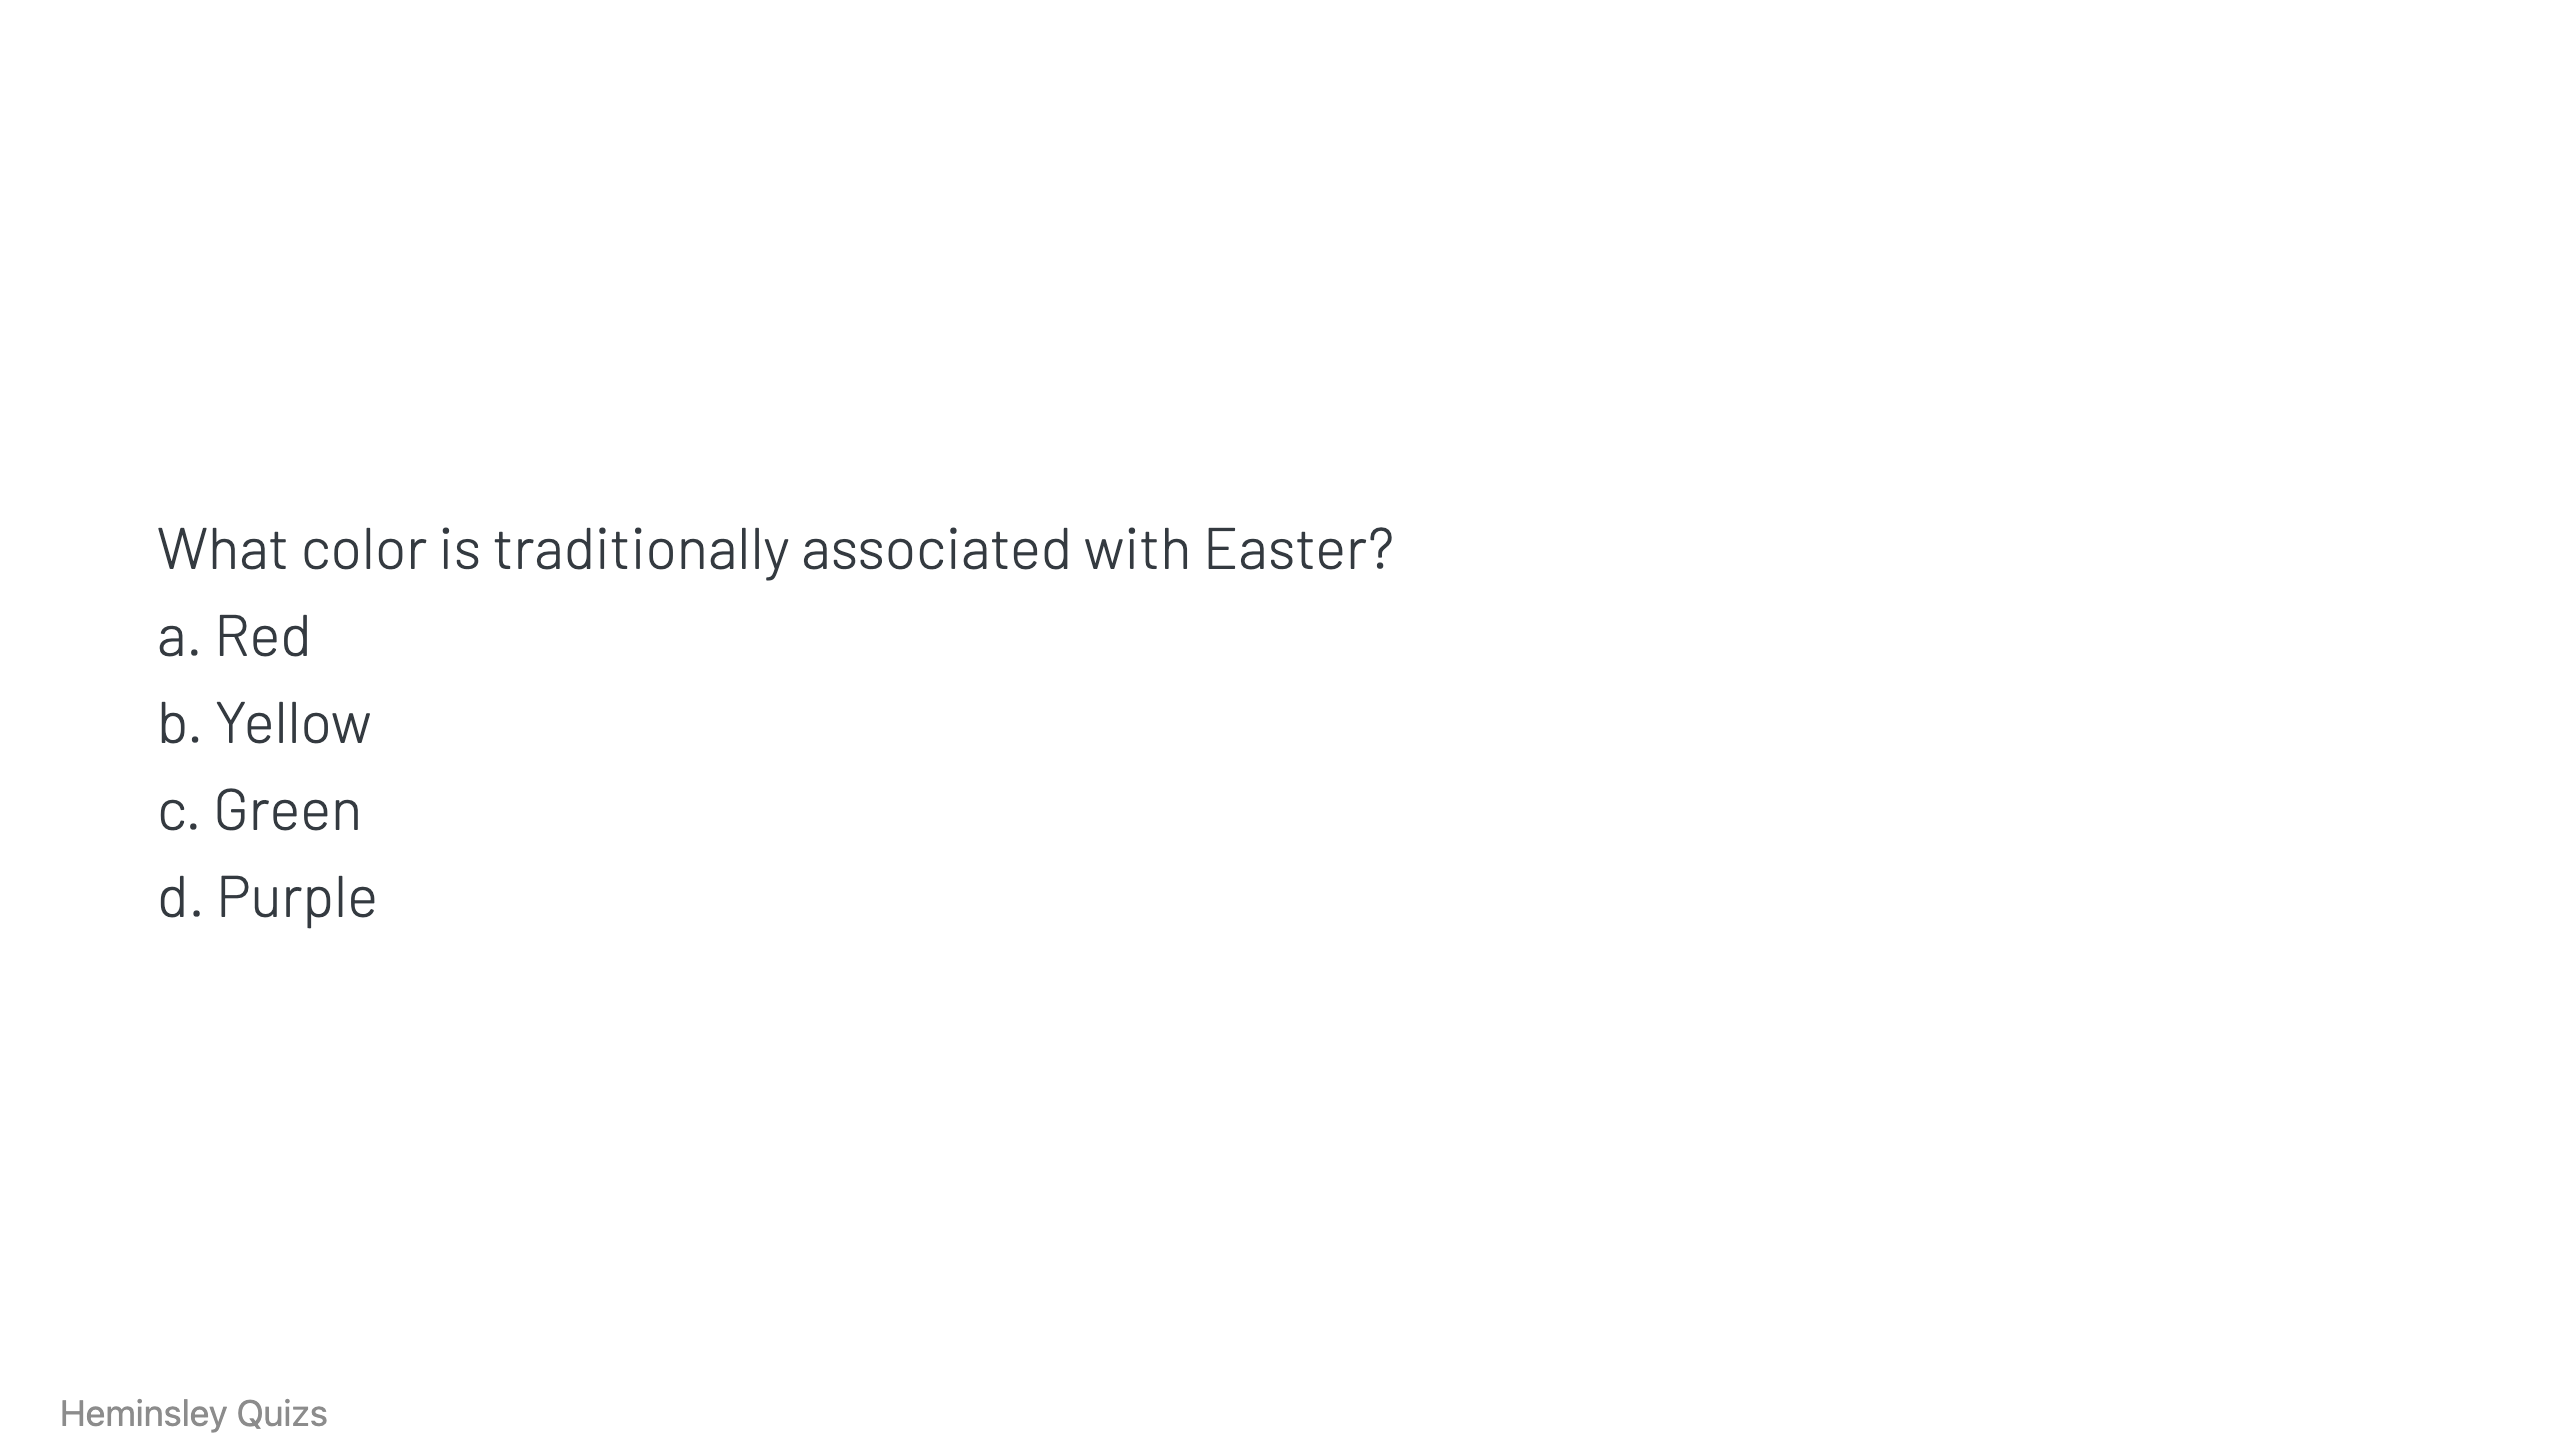 What color is traditionally associated with Easter?
a. Red
b. Yellow
c. Green
d. Purple
Heminsley Quizs